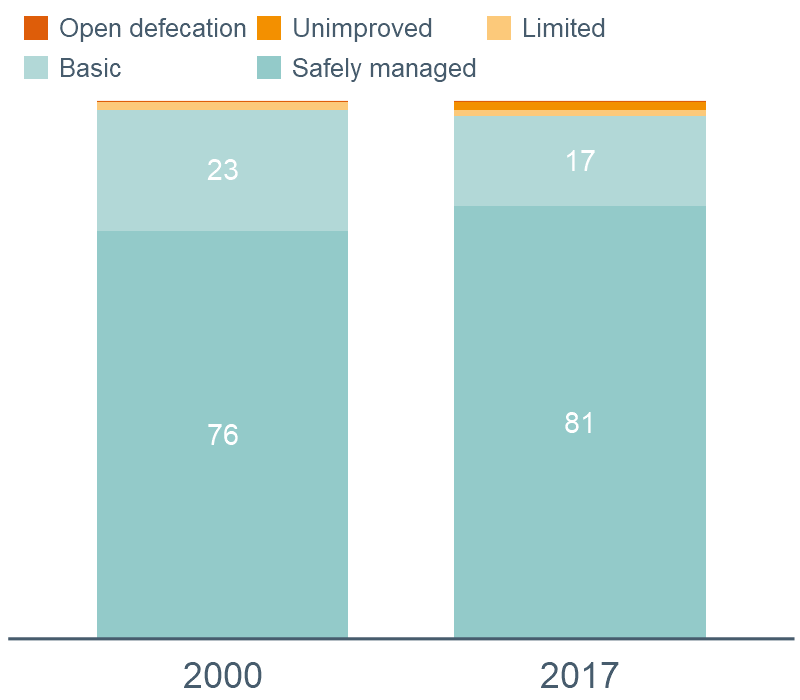 Open defecation Unimproved Limited
Basic Safely managed
23
17
76
81
2000 2017